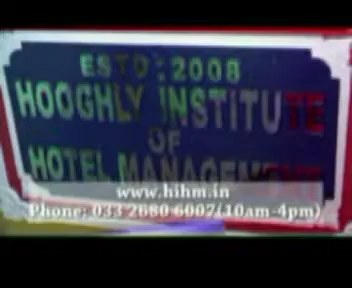 ESTD:2008
HOOGHLY INSTITUTE
OF
HOTEL MANAGEMENT
www.hihm.in
Phone: 033 2680 6007(10am-4pm)